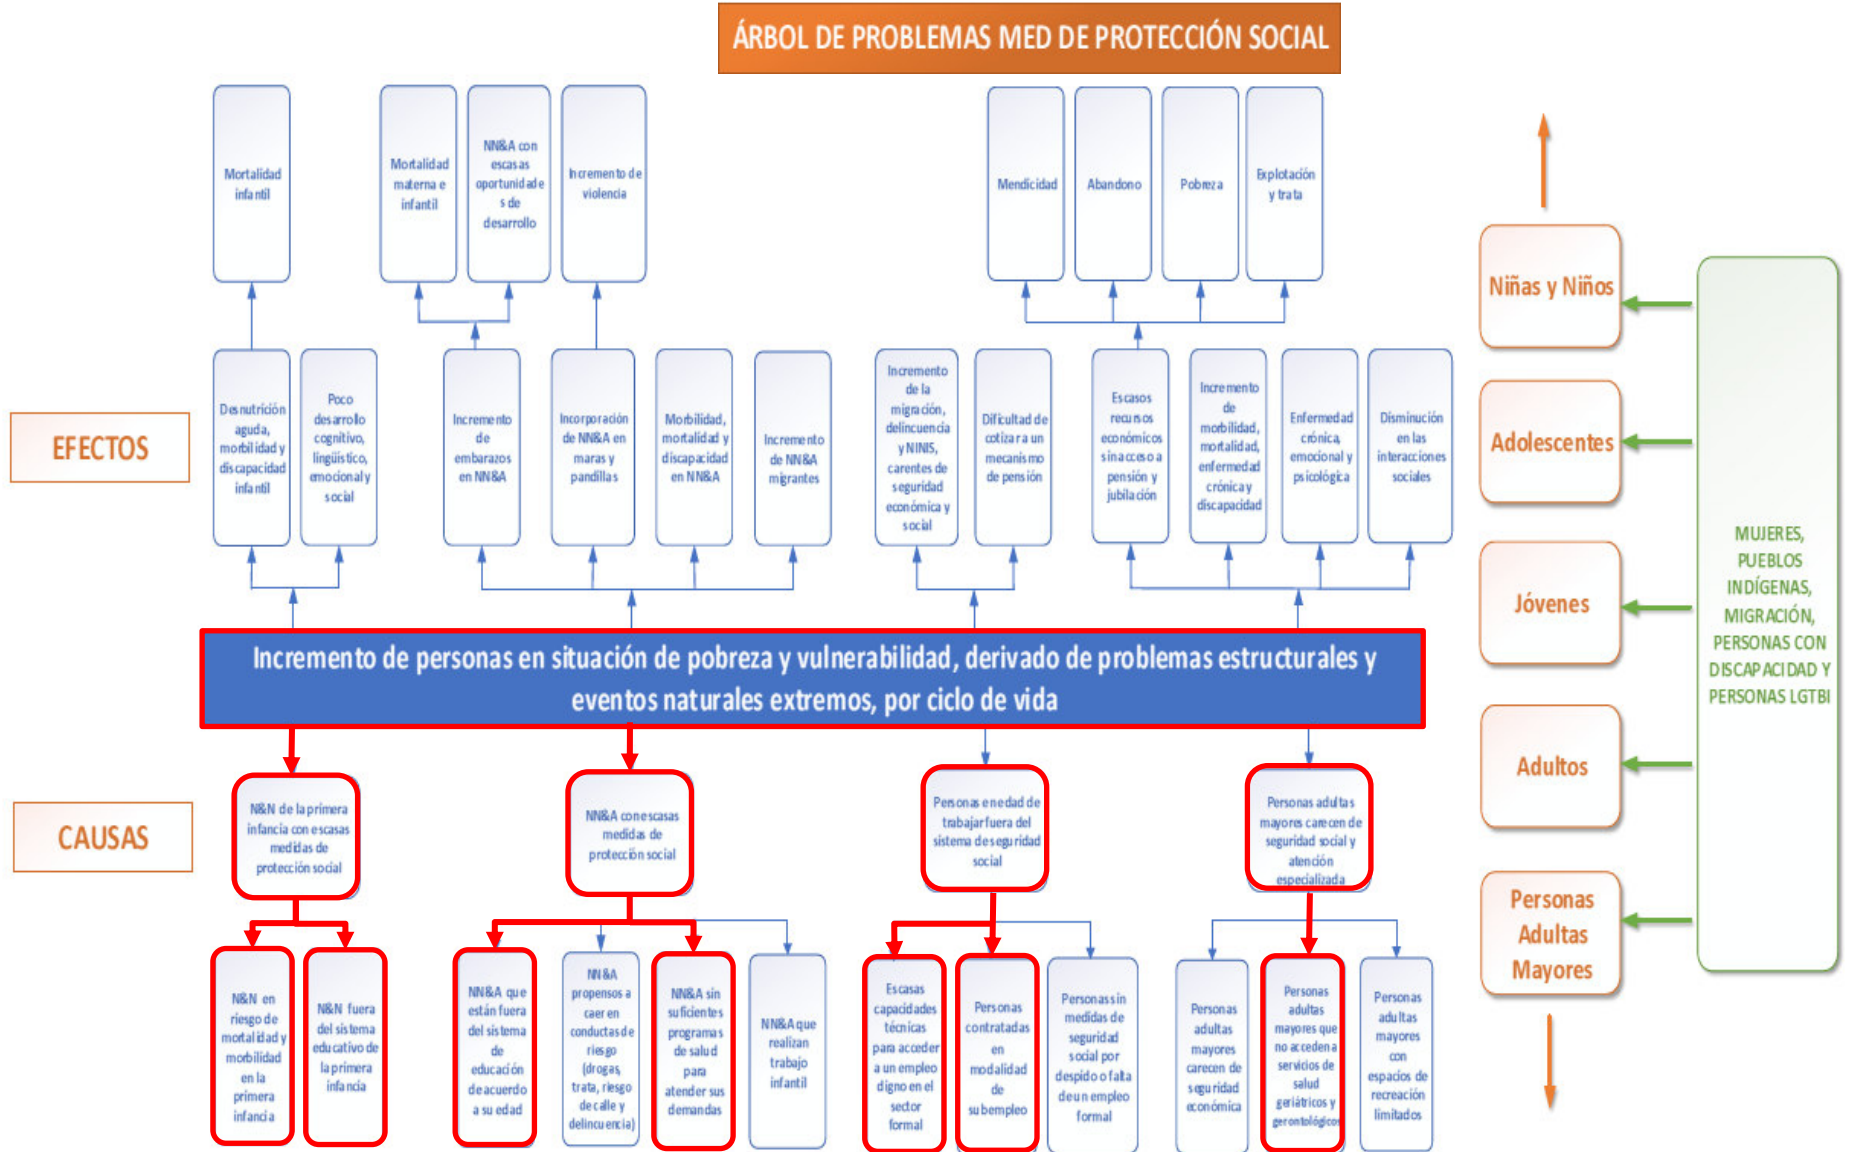 ÁRBOL DE PROBLEMAS MED DE PROTECCIÓN SOCIAL
Mortalidad
infantil
Mortalidad
materna e
infantil
NN&A con
escasas
oportunidade
s de
desarrollo
Incremento de
violencia
Mendicidad
Abandono
Pobreza
Explotación
y trata
EFECTOS
Desnutrición
aguda,
morbilidad y
discapacidad
infantil
Poco
desarrollo
cognitivo,
lingüístico,
emocional y
social
Incremento
de
embarazos
en NN&A
Incorporación
de NN&A en
maras y
pandillas
Morbilidad,
mortalidad y
discapacidad
en NN&A
Incremento
de NN&A
migrantes
Incremento
de la
migración,
delincuencia
y NINIS,
carentes de
seguridad
económica y
social
Dificultad de
cotizar a un
mecanismo
de pensión
Escasos
recursos
económicos
sin acceso a
pensión y
jubilación
Incremento
de
morbilidad,
mortalidad,
enfermedad
crónica y
discapacidad
Enfermedad
crónica,
emocional y
psicológica
Disminución
en las
interacciones
sociales
Incremento de personas en situación de pobreza y vulnerabilidad, derivado de problemas estructurales y
eventos naturales extremos, por ciclo de vida
CAUSAS
N&N de la primera
infancia con escasas
medidas de
protección social
NN&A con escasas
medidas de
protección social
Personas en edad de
trabajar fuera del
sistema de seguridad
social
Personas adultas
mayores carecen de
seguridad social y
atención
especializada
N&N en
riesgo de
mortalidad y
morbilidad
en la
primera
infancia
N&N fuera
del sistema
educativo de
la primera
infancia
NN&A que
están fuera
del sistema
de
educación
de acuerdo
a su edad
NN&A
propensos a
caer en
conductas de
riesgo
(drogas,
trata, riesgo
de calle y
delincuencia)
NN&A sin
suficientes
programas
de salud
para
atender sus
demandas
NN&A que
realizan
trabajo
infantil
Escasas
capacidades
técnicas
para acceder
a un empleo
digno en el
sector
formal
Personas
contratadas
en
modalidad
de
subempleo
Personas sin
medidas de
seguridad
social por
despido o falta
de un empleo
formal
Personas
adultas
mayores
carecen de
seguridad
económica
Personas
adultas
mayores que
no acceden a
servicios de
salud
geriátricos y
gerontológicos
Personas
adultas
mayores
con
espacios de
recreación
limitados
Niñas y Niños
Adolescentes
Jóvenes
Adultos
Personas
Adultas
Mayores
MUJERES,
PUEBLOS
INDÍGENAS,
MIGRACIÓN,
PERSONAS CON
DISCAPACIDAD Y
PERSONAS LGTBI